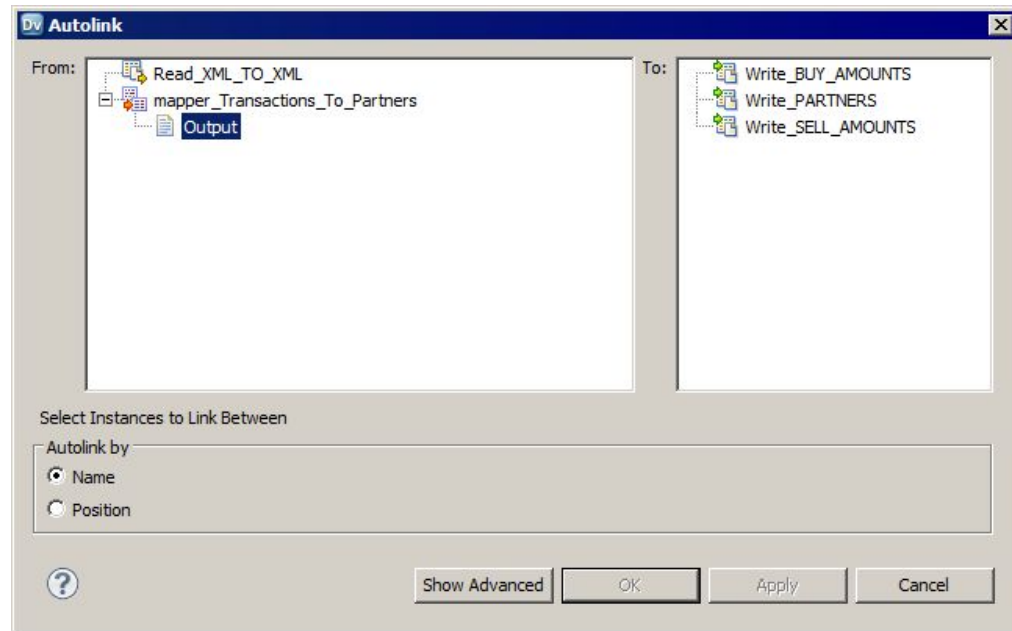 Dv Autolink
From:
Read_XML_TO_XML
mapper_Transactions_To_Partners
Output
To:
Write_BUY_AMOUNTS
Write_PARTNERS
Write_SELL_AMOUNTS
Select Instances to Link Between
Autolink by
Name
Position
?
Show Advanced
OK
Apply
Cancel